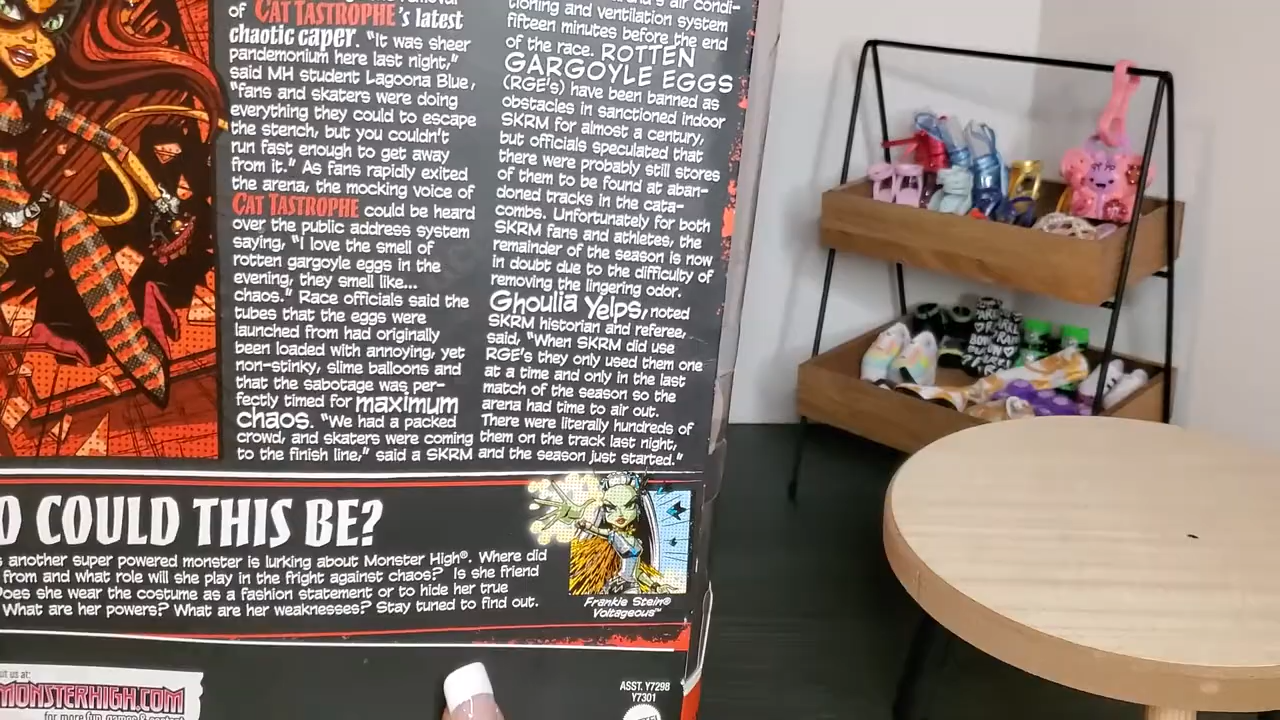 of CAT TASTROPHE's latest
chaotic caper. "It was sheer
pandemonium here last night,"
said MH student Lagoona Blue,
"fans and skaters were doing
everything they could to escape
the stench, but you couldn't
run fast enough to get away
from it." As fans rapidly exited
the arena, the mocking voice of
CAT TASTROPHE could be heard
over the public address system
saying, "I love the smell of
rotten gargoyle eggs in the
evening; they smell like...
chaos." Race officials said the
tubes that the eggs were
launched from had originally
been loaded with annoying, yet
non-stinky, slime balloons and
that the sabotage was per-
fectly timed for maximum
chaos. "We had a packed
crowd, and skaters were coming
to the finish line," said a SKRM
air condi-
tioning and ventilation system
fifteen minutes before the end
of the race. ROTTEN
GARGOYLE EGGS
(RGE's) have been banned as
obstacles in sanctioned indoor
SKRM for almost a century,
but officials speculated that
there were probably still stores
of them to be found at aban-
doned tracks in the cata-
combs. Unfortunately for both
SKRM fans and athletes, the
remainder of the season is now
in doubt due to the difficulty of
removing the lingering odor.
Ghoulia Yelps, noted
SKRM historian and referee,
said, "When SKRM did use
RGE's they only used them one
at a time and only in the last
match of the season so the
arena had time to air out.
There were literally hundreds of
them on the track last night,
and the season just started."
COULD THIS BE?
another super powered monster is lurking about Monster High®. Where did
from and what role will she play in the fright against chaos? Is she friend
Does she wear the costume as a fashion statement or to hide her true
What are her powers? What are her weaknesses? Stay tuned to find out.
Frankie Stein®
Voltageous™
ut us at:
MONSTERHIGH.COM
for more fun, games & content
ASST. Y7298
Y7301